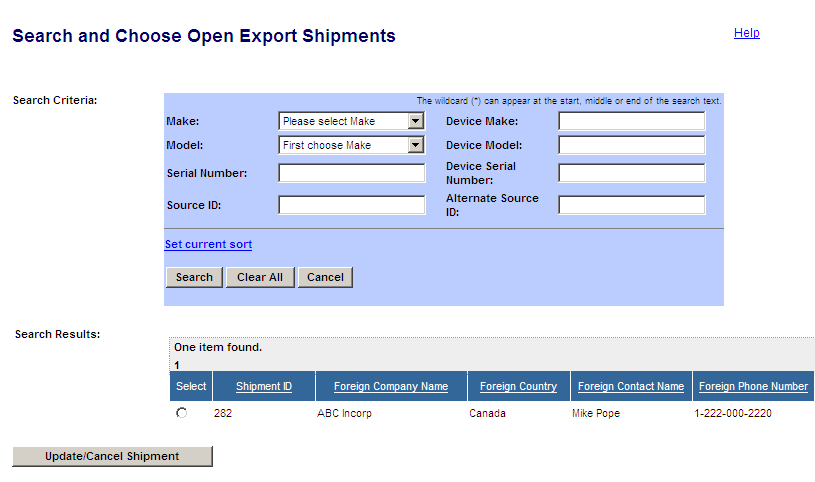 Search and Choose Open Export Shipments
Help
Search Criteria:
The wildcard (*) can appear at the start, middle or end of the search text.
Make: Please select Make Device Make:
Model: First choose Make Device Model:
Serial Number: Device Serial Number:
Source ID: Alternate Source ID:
Set current sort
Search Clear All Cancel
Search Results:
One item found.
1
Select Shipment ID Foreign Company Name Foreign Country Foreign Contact Name Foreign Phone Number
282 ABC Incorp Canada Mike Pope 1-222-000-2220
Update/Cancel Shipment